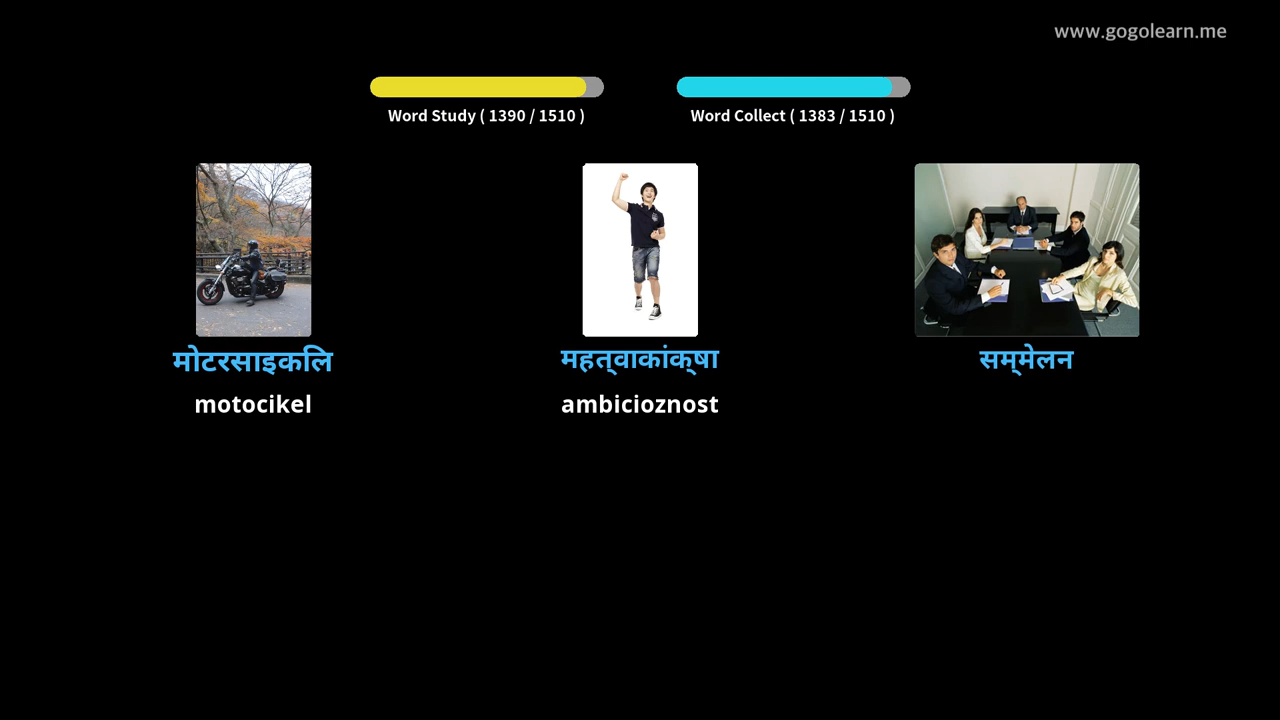 www.gogolearn.me
Word Study ( 1390 / 1510 )
Word Collect ( 1383 / 1510 )
मोटरसाइकलि
महत्‌वाकांक्‌षा
सम्‌मेलन
motocikel
ambicioznost